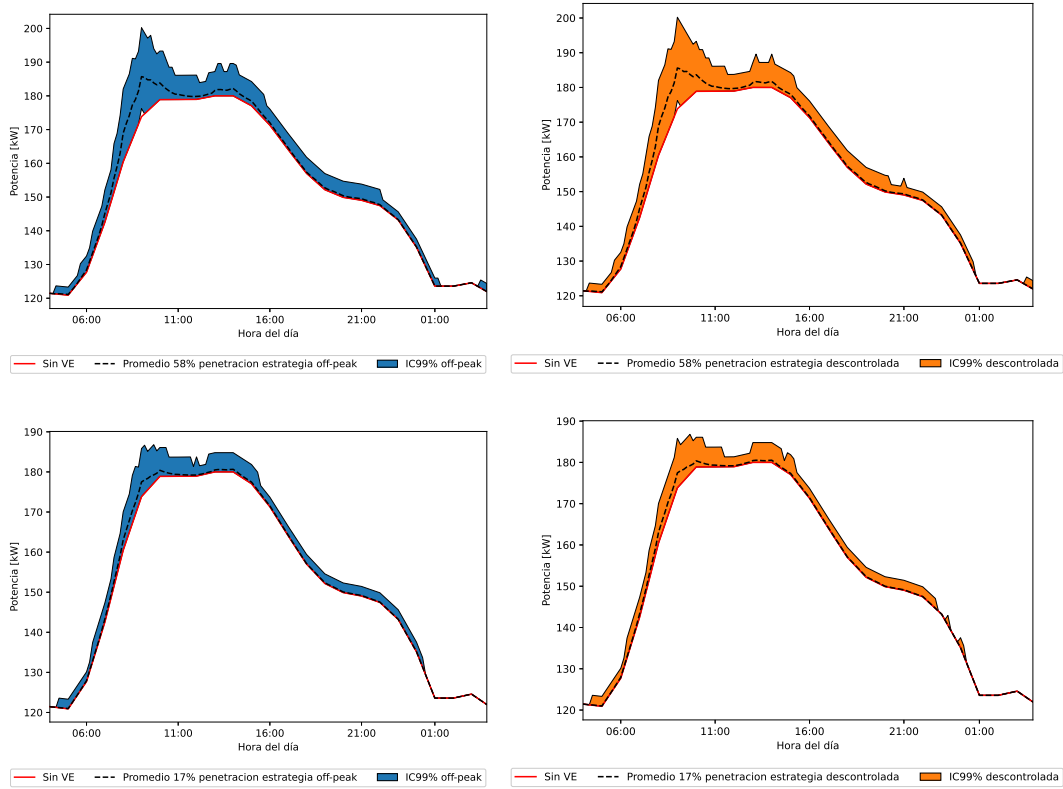 200
190
180
170
160
150
140
130
120
Potencia [kW]
06:00 11:00 16:00 21:00 01:00
Hora del día
Sin VE Promedio 58% penetracion estrategia off-peak IC99% off-peak
200
190
180
170
160
150
140
130
120
Potencia [kW]
06:00 11:00 16:00 21:00 01:00
Hora del día
Sin VE Promedio 58% penetracion estrategia descontrolada IC99% descontrolada
190
180
170
160
150
140
130
120
Potencia [kW]
06:00 11:00 16:00 21:00 01:00
Hora del día
Sin VE Promedio 17% penetracion estrategia off-peak IC99% off-peak
190
180
170
160
150
140
130
120
Potencia [kW]
06:00 11:00 16:00 21:00 01:00
Hora del día
Sin VE Promedio 17% penetracion estrategia descontrolada IC99% descontrolada